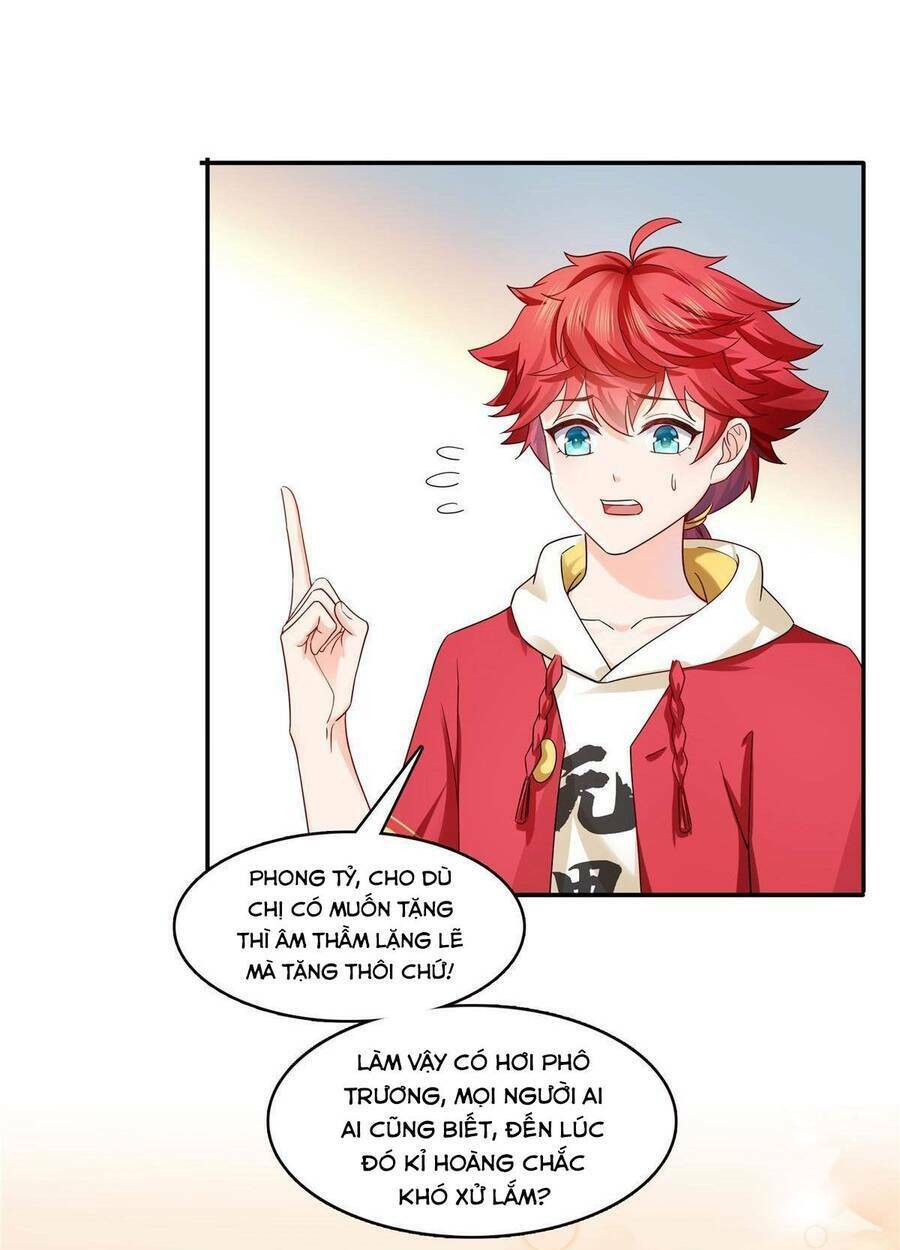 元
PHONG TỶ, CHO DÙ
CHỊ CÓ MUỐN TẶNG
THÌ ÂM THẦM LẶNG LẼ
MÀ TẶNG THÔI CHỨ!
LÀM VẬY CÓ HƠI PHÔ
TRƯƠNG, MỌI NGƯỜI AI
AI CŨNG BIẾT, ĐẾN LÚC
ĐÓ KỈ HOÀNG CHẮC
KHÓ XỬ LẮM?